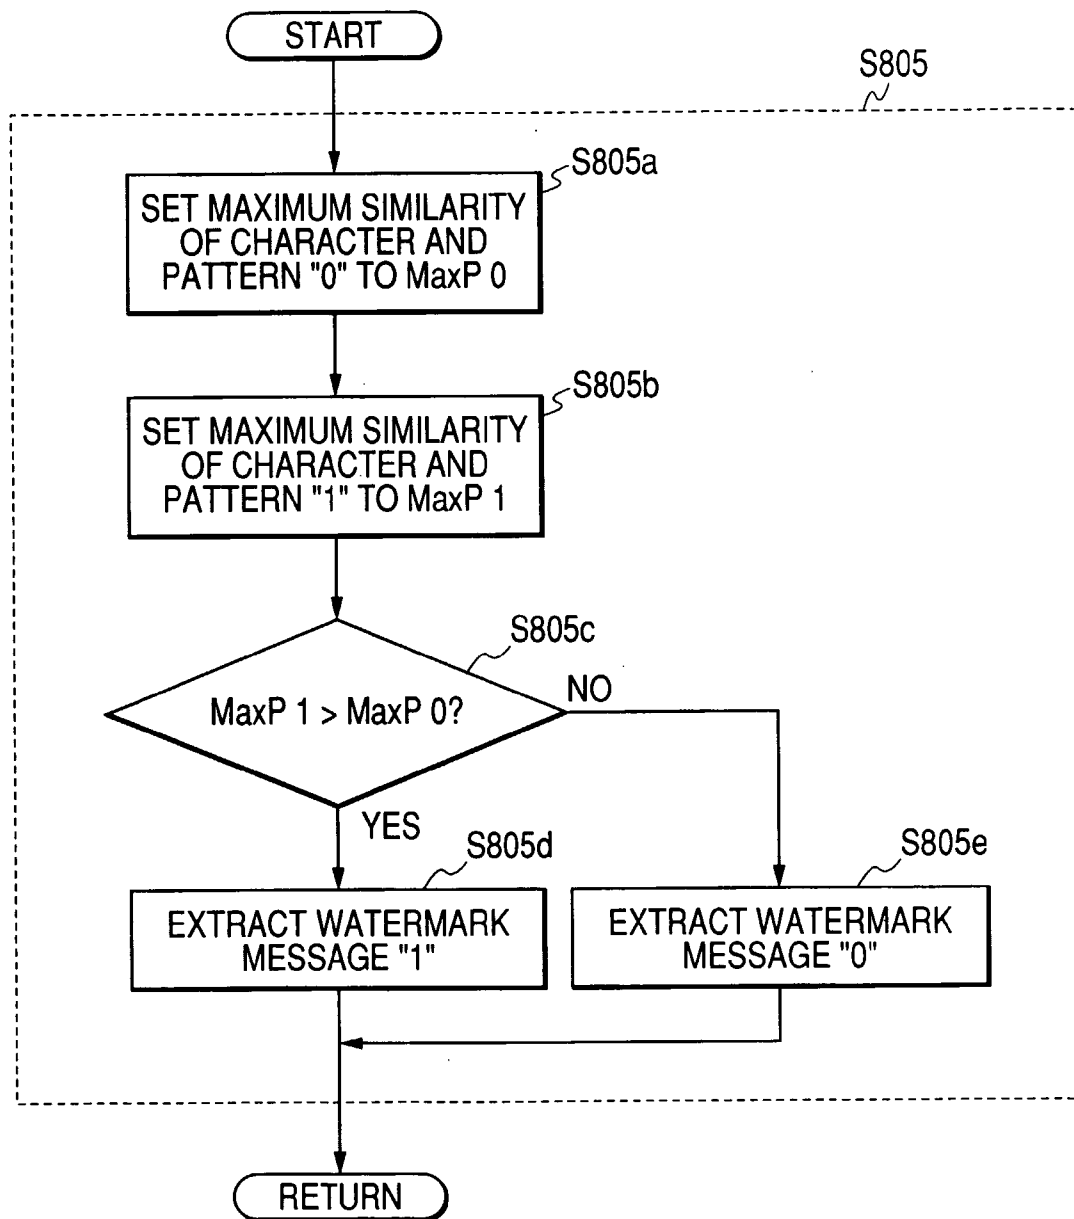 START
S805
S805a
SET MAXIMUM SIMILARITY
OF CHARACTER AND
PATTERN "0" TO MaxP 0
S805b
SET MAXIMUM SIMILARITY
OF CHARACTER AND
PATTERN "1" TO MaxP 1
S805c
MaxP 1 > MaxP 0?
NO
YES
S805d
EXTRACT WATERMARK
MESSAGE "1"
S805e
EXTRACT WATERMARK
MESSAGE "0"
RETURN